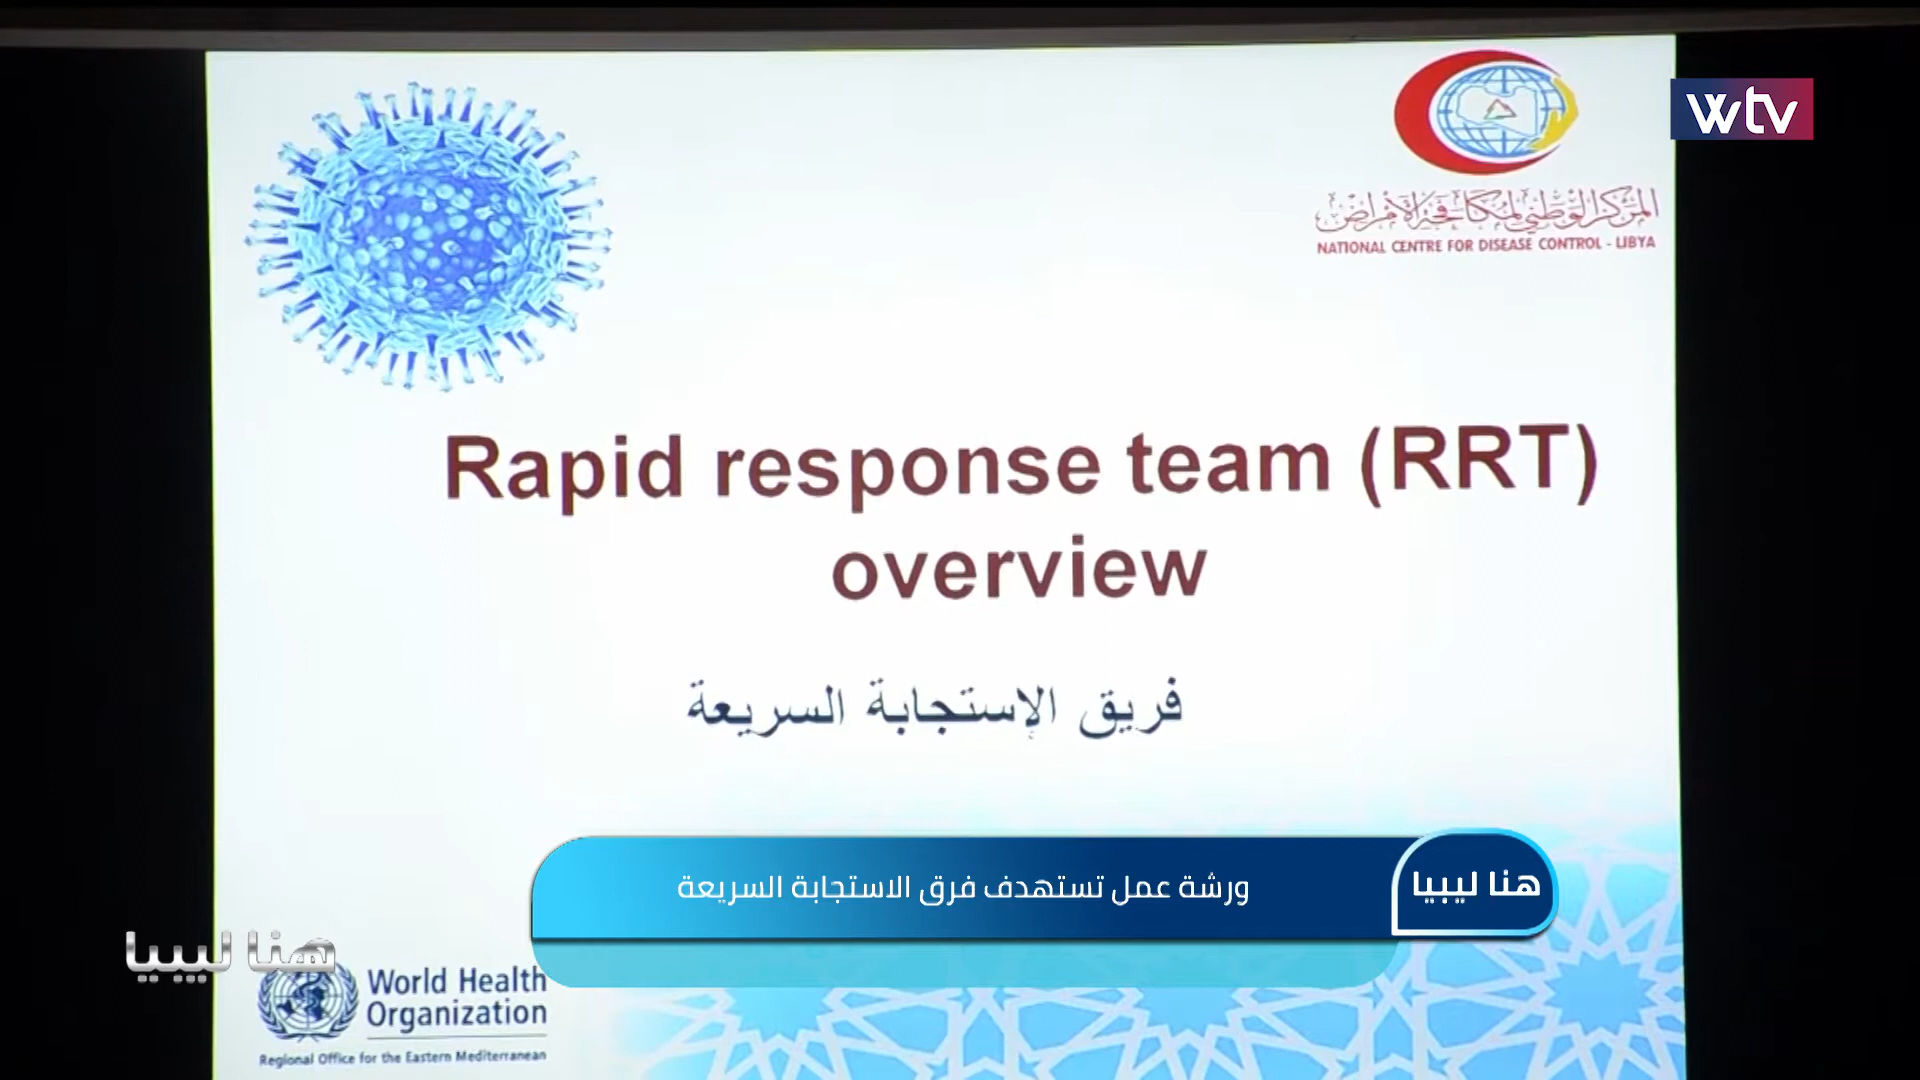 wtv
المركز الوطني لمكافحة الأمراض
NATIONAL CENTRE FOR DISEASE CONTROL - LIBYA
Rapid response team (RRT)
overview
فريق الإستجابة السريعة
هنا ليبيا
ورشة عمل تستهدف فرق الاستجابة السريعة
هنا ليبيا
World Health
Organization
Regional Office for the Eastern Mediterranean